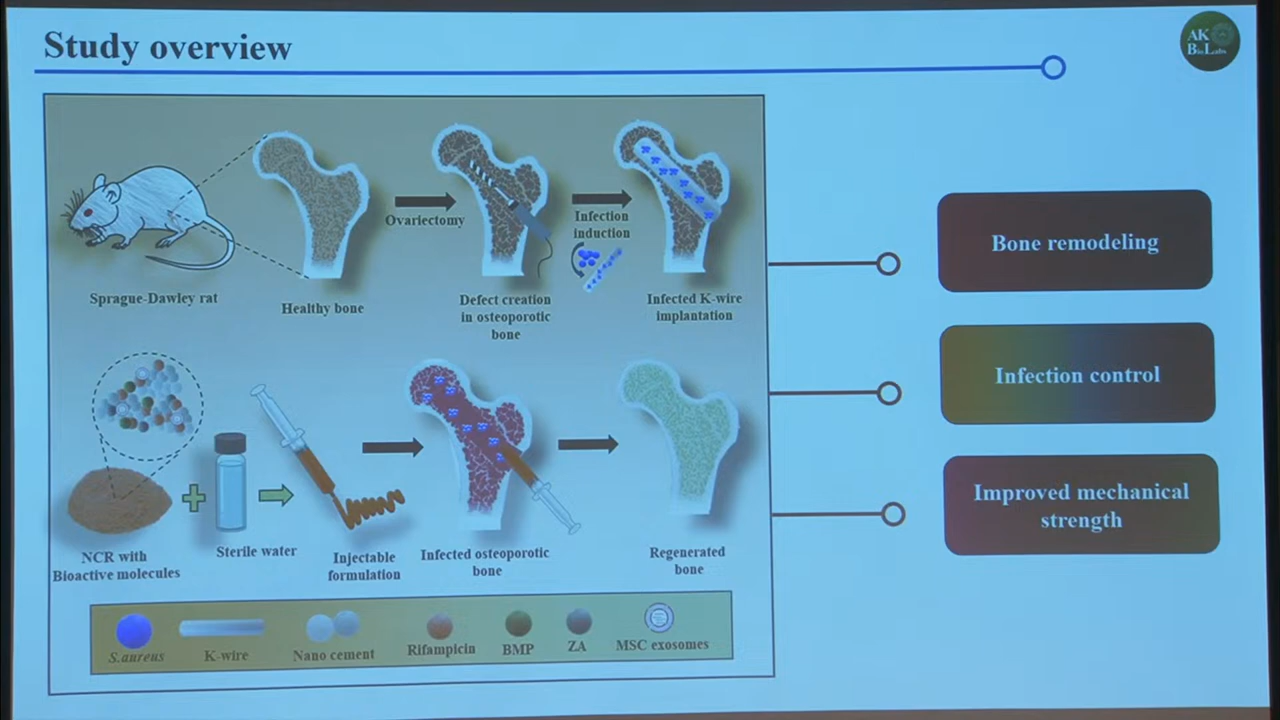 Study overview
AK
BioLabs
Ovariectomy
Infection
induction
Sprague-Dawley rat
Healthy bone
Defect creation
in osteoporotic
bone
Infected K-wire
implantation
NCR with
Bioactive molecules
Sterile water
Injectable
formulation
Infected osteoporotic
bone
Regenerated
bone
S.aureus
K-wire
Nano cement
Rifampicin
BMP
ZA
MSC exosomes
Bone remodeling
Infection control
Improved mechanical
strength